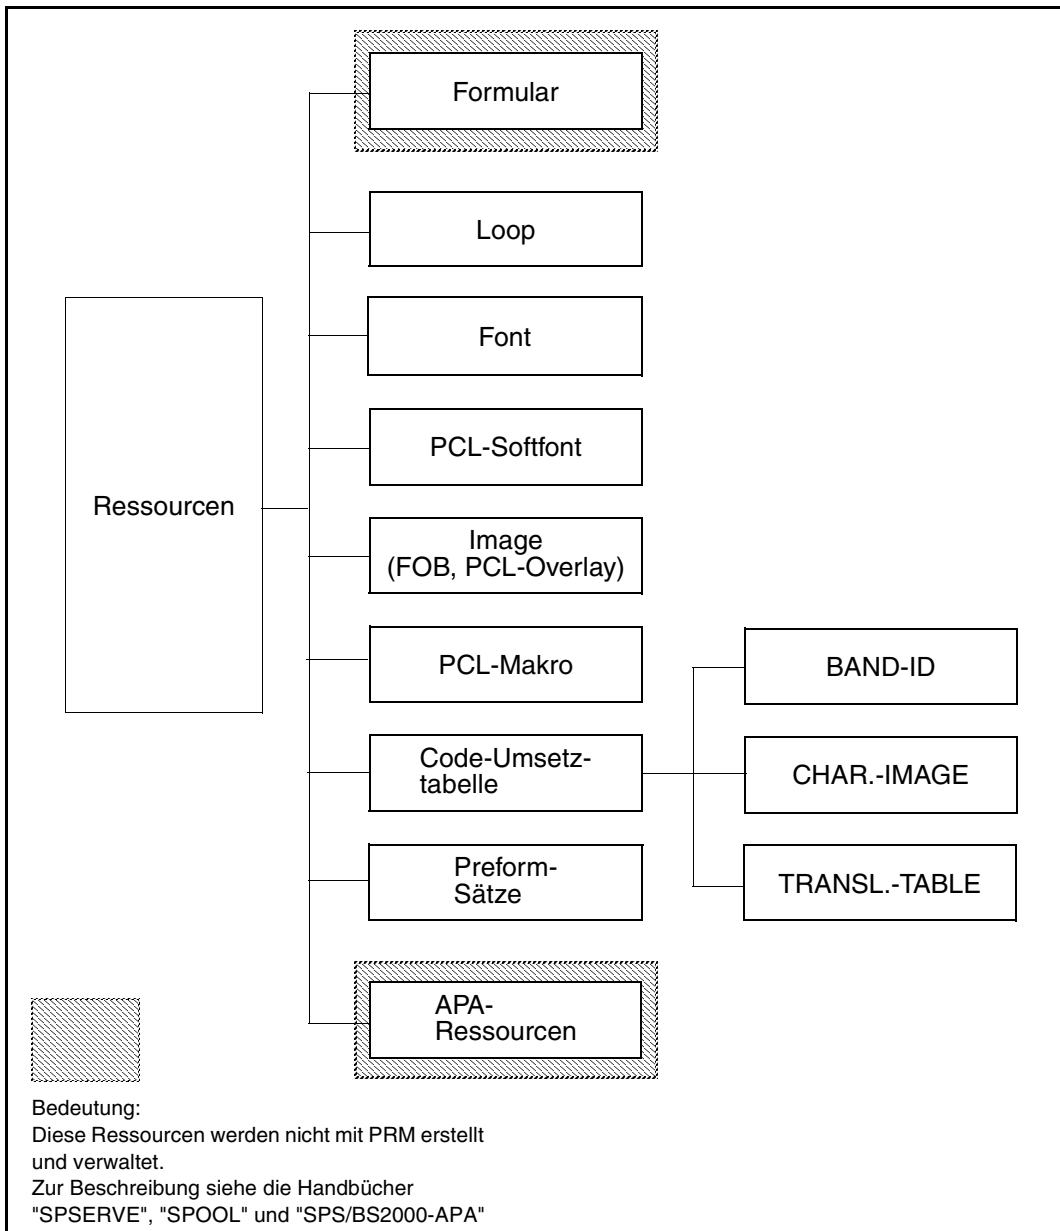 Formular
Loop
Font
PCL-Softfont
Ressourcen
Image
(FOB, PCL-Overlay)
PCL-Makro
BAND-ID
Code-Umsetz-
tabelle
CHAR.-IMAGE
Preform-
Sätze
TRANSL.-TABLE
APA-
Ressourcen
Bedeutung:
Diese Ressourcen werden nicht mit PRM erstellt
und verwaltet.
Zur Beschreibung siehe die Handbücher
"SPSERVE", "SPOOL" und "SPS/BS2000-APA"